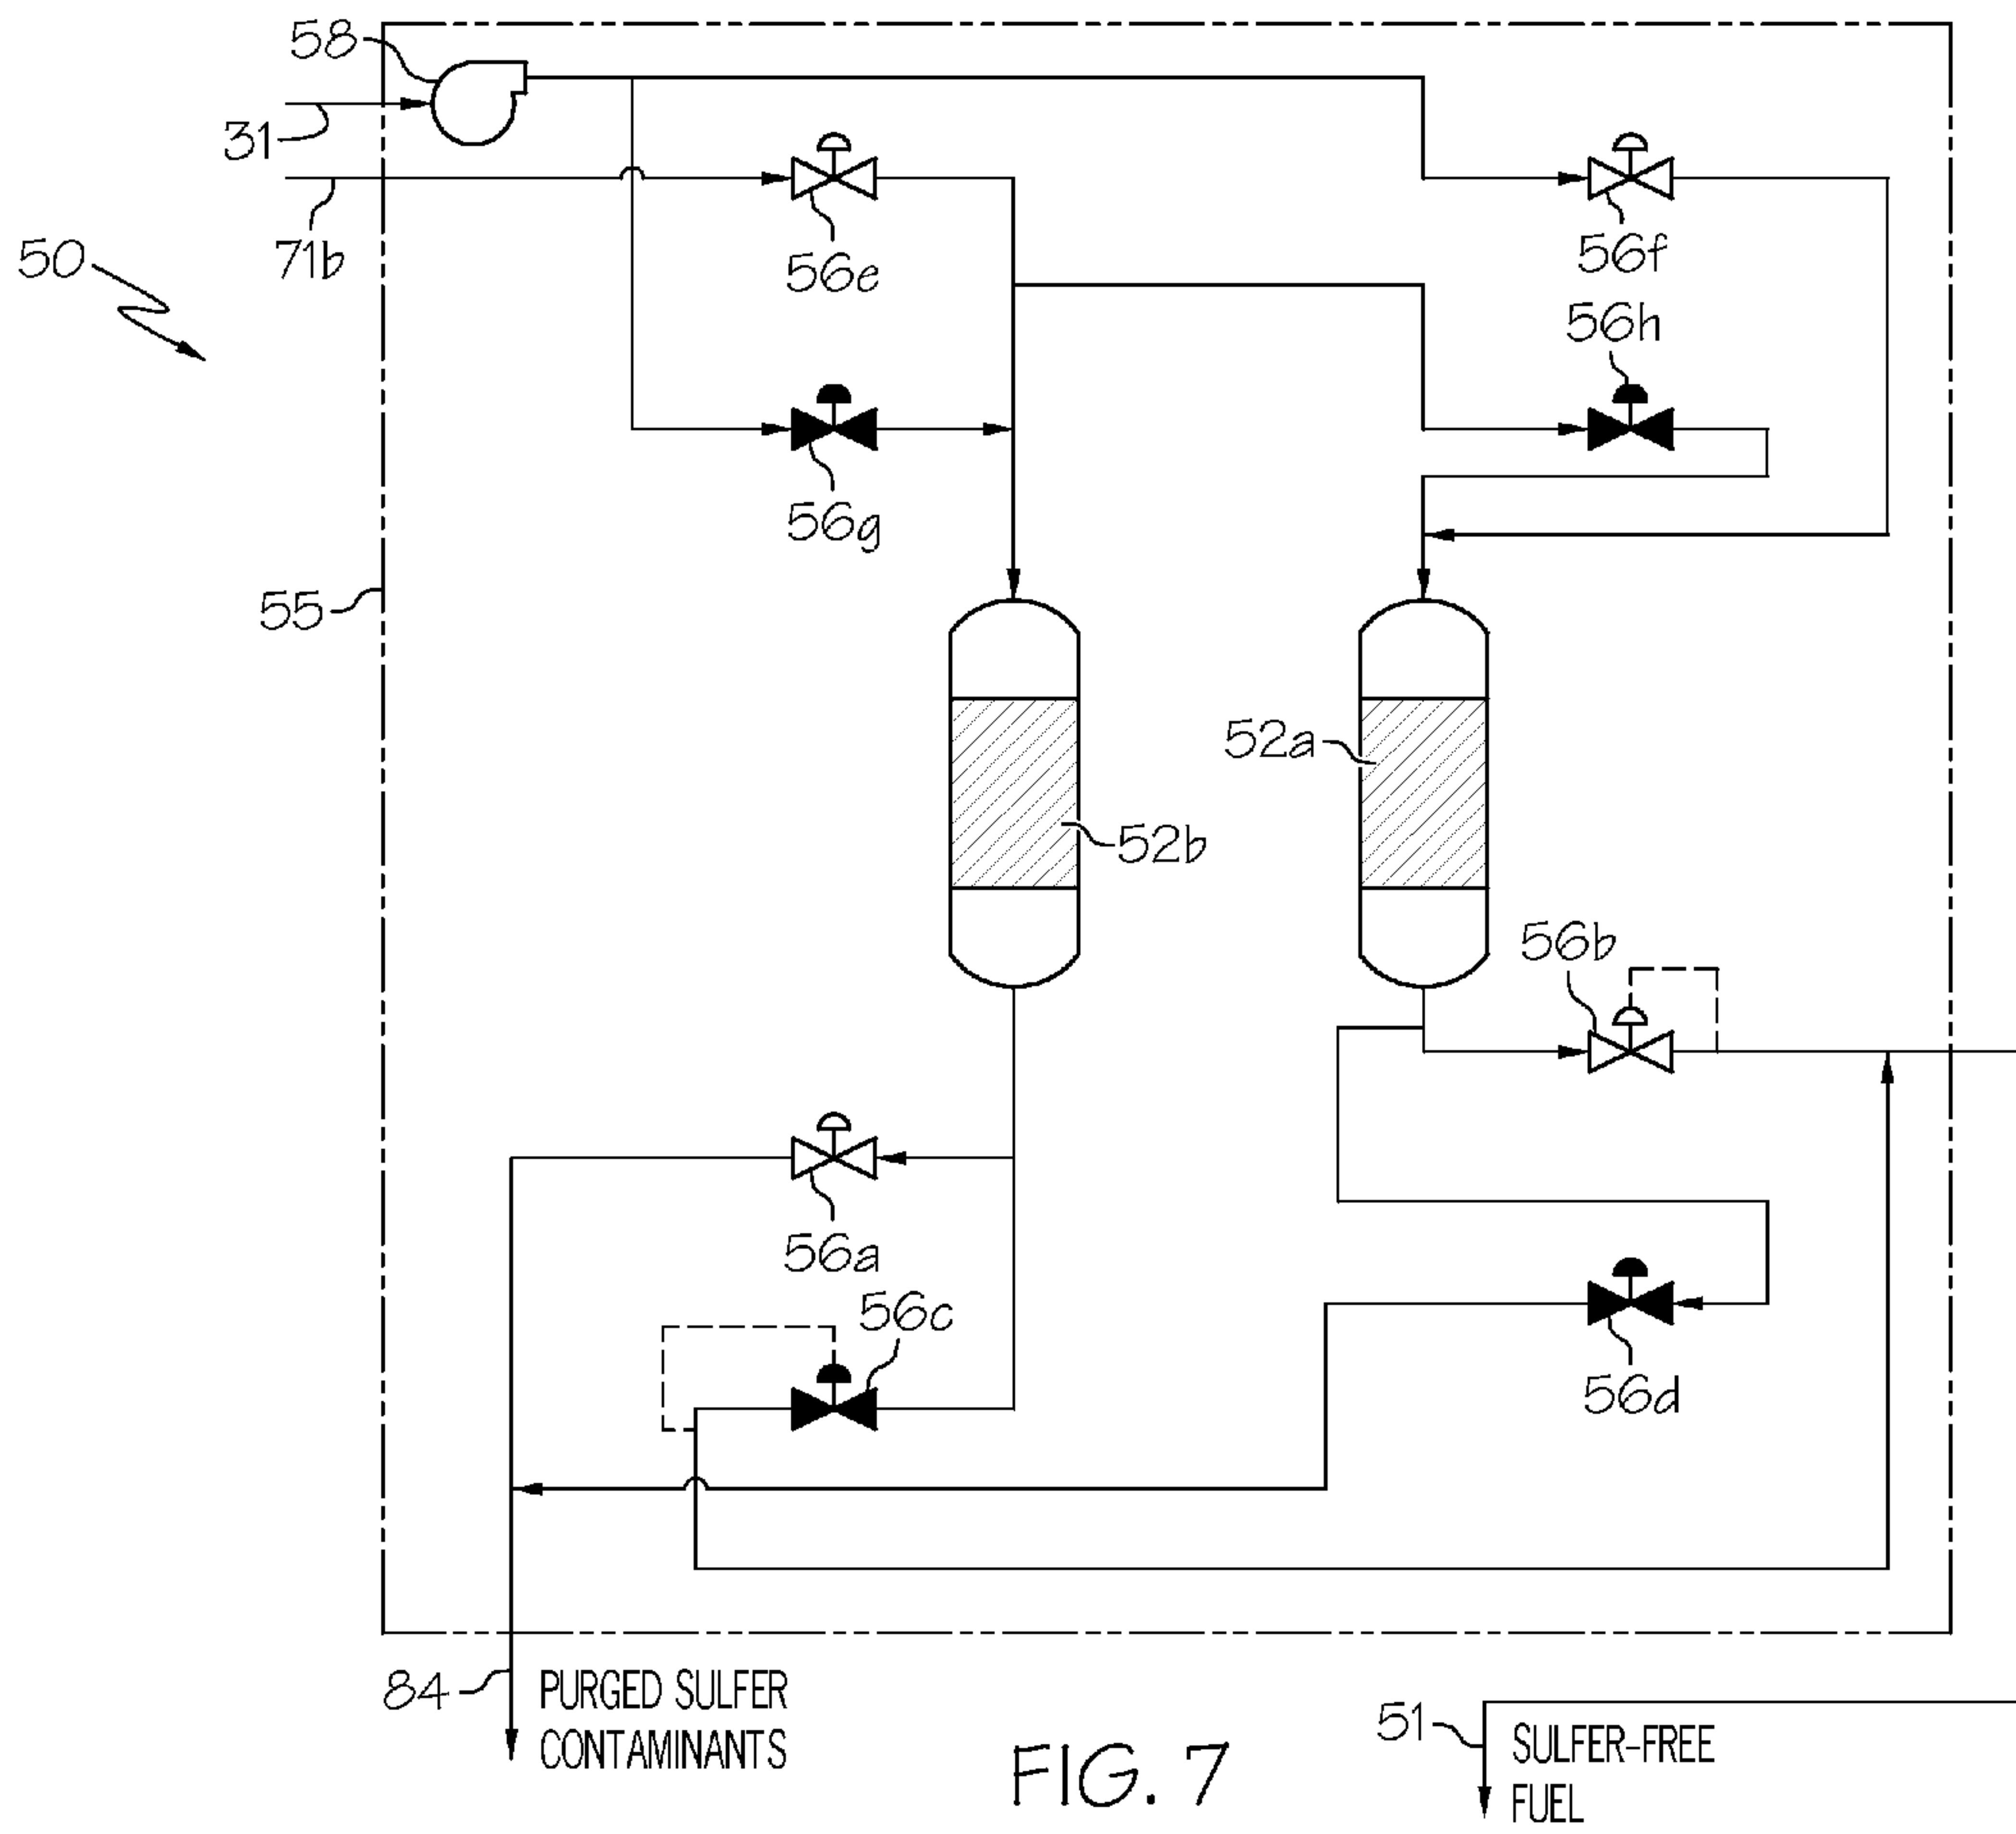 58
31
71b
50
56e
56f
56h
56g
55
52a
52b
56b
56a
56c
56d
84
PURGED SULFER
CONTAMINANTS
51
SULFER-FREE
FUEL
FIG. 7